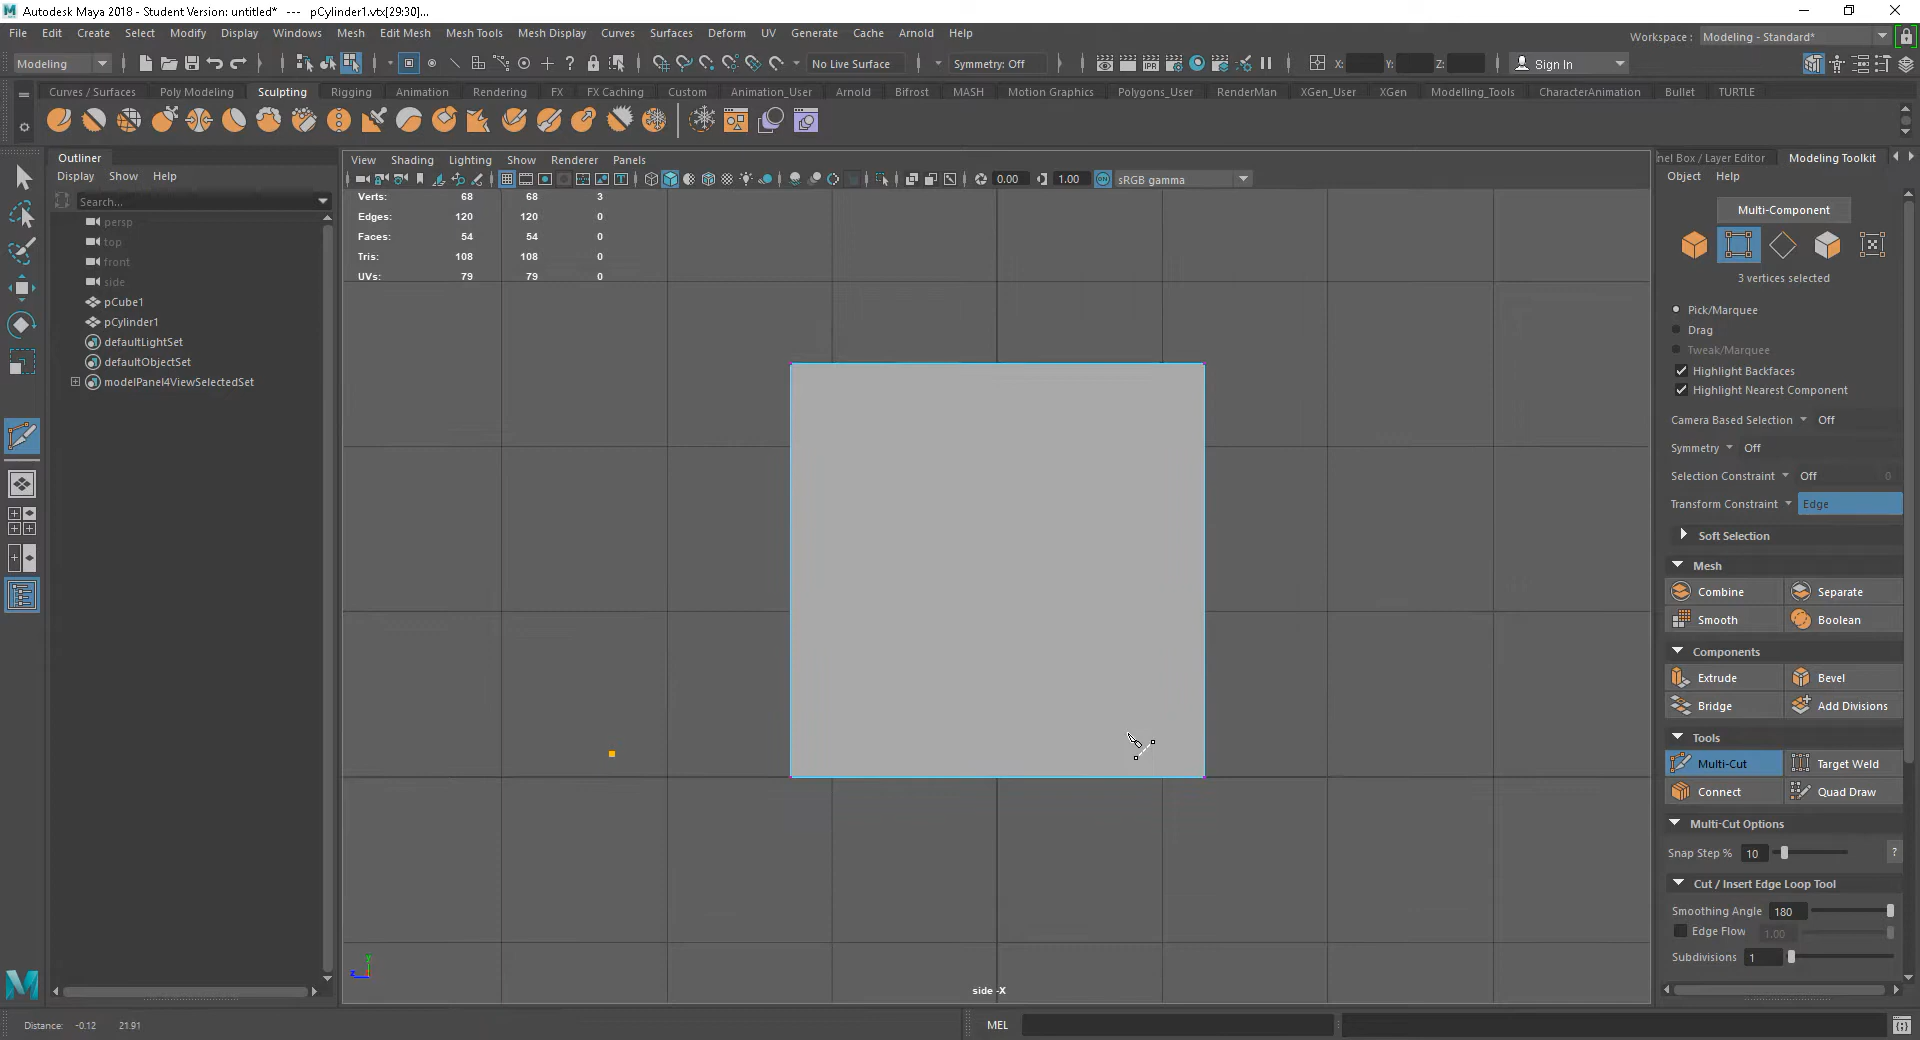 Autodesk Maya 2018 - Student Version: untitled*   ---   pCylinder1.vtx[29:30]...
File Edit Create Select Modify Display Windows Mesh Edit Mesh Mesh Tools Mesh Display Curves Surfaces Deform UV Generate Cache Arnold Help
Workspace : Modeling - Standard*
Modeling No Live Surface Symmetry: Off X: Y: Z: Sign In
Curves / Surfaces Poly Modeling Sculpting Rigging Animation Rendering FX FX Caching Custom Animation_User Arnold Bifrost MASH Motion Graphics Polygons_User RenderMan XGen_User XGen Modelling_Tools CharacterAnimation Bullet TURTLE
Outliner
Display Show Help
Search...
persp
top
front
side
pCube1
pCylinder1
defaultLightSet
defaultObjectSet
modelPanel4ViewSelectedSet
View Shading Lighting Show Renderer Panels
0.00 1.00 ON sRGB gamma
Verts: 68 68 3
Edges: 120 120 0
Faces: 54 54 0
Tris: 108 108 0
UVs: 79 79 0
y
z
side -X
nel Box / Layer Editor Modeling Toolkit
Object Help
Multi-Component
3 vertices selected
Pick/Marquee
Drag
Tweak/Marquee
Highlight Backfaces
Highlight Nearest Component
Camera Based Selection Off
Symmetry Off
Selection Constraint Off 0
Transform Constraint Edge
Soft Selection
Mesh
Combine Separate
Smooth Boolean
Components
Extrude Bevel
Bridge Add Divisions
Tools
Multi-Cut Target Weld
Connect Quad Draw
Multi-Cut Options
Snap Step % 10 ?
Cut / Insert Edge Loop Tool
Smoothing Angle 180
Edge Flow 1.00
Subdivisions 1
Distance: -0.12 21.91
MEL